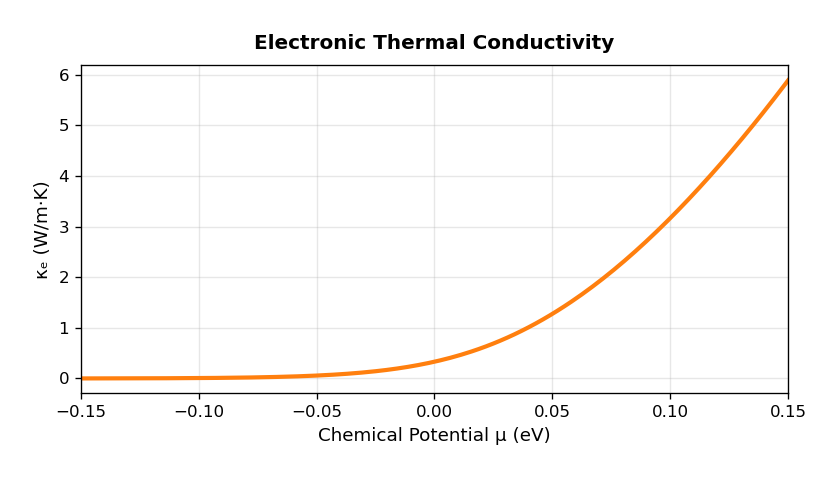 Electronic Thermal Conductivity
κₑ (W/m·K)
6
5
4
3
2
1
0
−0.15 −0.10 −0.05 0.00 0.05 0.10 0.15
Chemical Potential μ (eV)